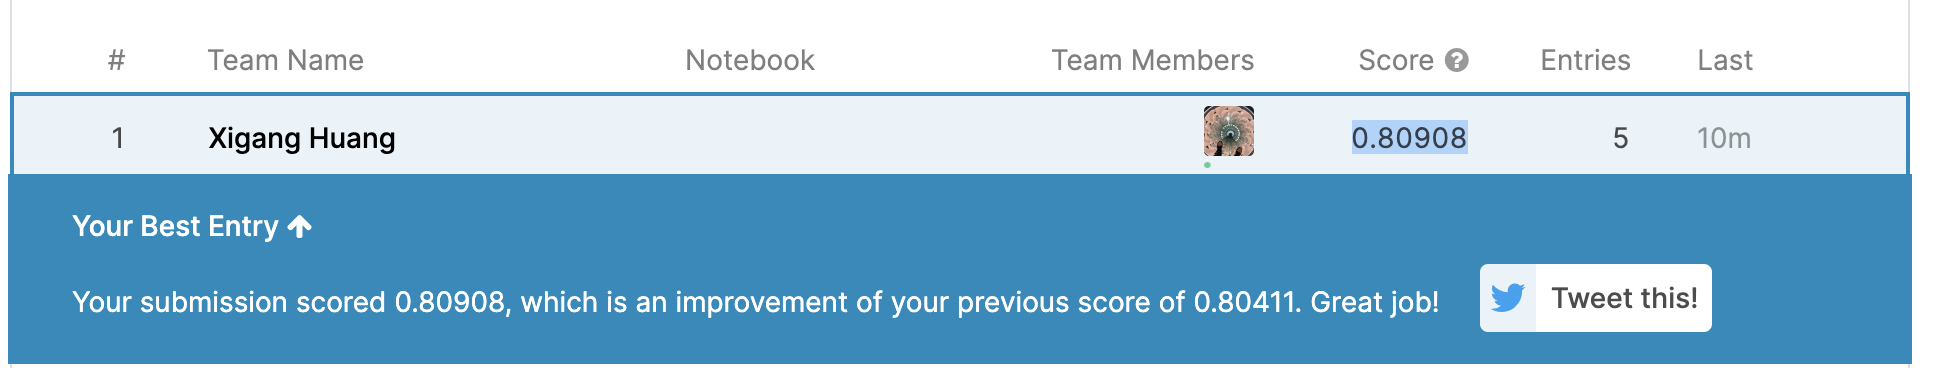 # Team Name Notebook Team Members Score ? Entries Last
1 Xigang Huang 0.80908 5 10m
Your Best Entry
Your submission scored 0.80908, which is an improvement of your previous score of 0.80411. Great job! Tweet this!